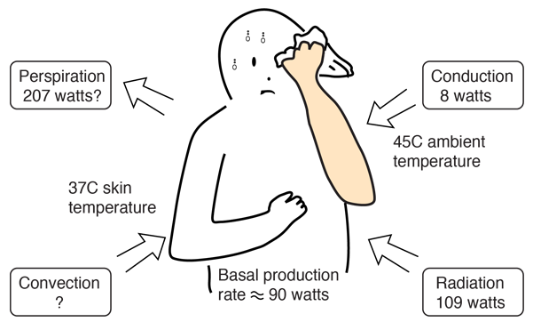 Perspiration
207 watts?
Conduction
8 watts
45C ambient
temperature
37C skin
temperature
Convection
?
Basal production
rate ≈ 90 watts
Radiation
109 watts